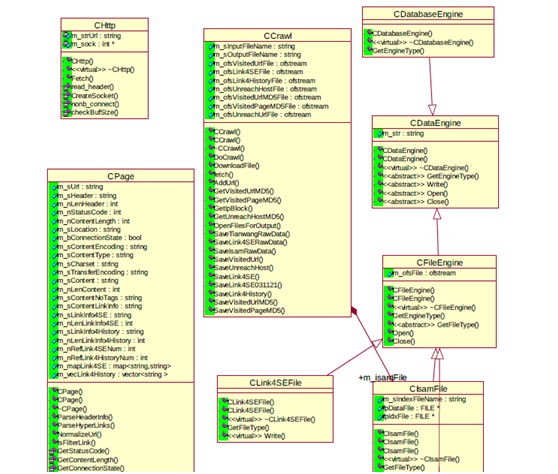 CHttp
m_strUrl : string
m_sock : int *
CHttp()
<<virtual>> ~CHttp()
Fetch()
read_header()
CreateSocket()
nonb_connect()
checkBufSize()
CCrawl
m_sInputFileName : string
m_sOutputFileName : string
m_ofsVisitedUrlFile : ofstream
m_ofsLink4SEFile : ofstream
m_ofsLink4HistoryFile : ofstream
m_ofsUnreachHostFile : ofstream
m_ofsVisitedUrlMD5File : ofstream
m_ofsVisitedPageMD5File : ofstream
m_ofsUnreachUrlFile : ofstream
CCrawl()
CCrawl()
~CCrawl()
DoCrawl()
DownloadFile()
fetch()
AddUrl()
GetVisitedUrlMD5()
GetVisitedPageMD5()
GetIpBlock()
GetUnreachHostMD5()
OpenFilesForOutput()
SaveTianwangRawData()
SaveLink4SERawData()
SaveIsamRawData()
SaveVisitedUrl()
SaveUnreachHost()
SaveLink4SE()
SaveLink4SE031121()
SaveLink4History()
SaveVisitedUrlMD5()
SaveVisitedPageMD5()
CDatabaseEngine
CDatabaseEngine()
<<virtual>> ~CDatabaseEngine()
GetEngineType()
CDataEngine
m_str : string
CDataEngine()
CDataEngine()
<<virtual>> ~CDataEngine()
<<abstract>> GetEngineType()
<<abstract>> Write()
<<abstract>> Open()
<<abstract>> Close()
CPage
m_sUrl : string
m_sHeader : string
m_nLenHeader : int
m_nStatusCode : int
m_nContentLength : int
m_sLocation : string
m_bConnectionState : bool
m_sContentEncoding : string
m_sContentType : string
m_sCharset : string
m_sTransferEncoding : string
m_sContent : string
m_nLenContent : int
m_sContentNoTags : string
m_sContentLinkInfo : string
m_sLinkInfo4SE : string
m_nLenLinkInfo4SE : int
m_sLinkInfo4History : string
m_nLenLinkInfo4History : int
m_nRefLink4SENum : int
m_nRefLink4HistoryNum : int
m_mapLink4SE : map<string,string>
m_vecLink4History : vector<string >
CPage()
CPage()
~CPage()
ParseHeaderInfo()
ParseHyperLinks()
NormalizeUrl()
IsFilterLink()
GetStatusCode()
GetContentLength()
GetConnectionState()
CFileEngine
m_ofsFile : ofstream
CFileEngine()
CFileEngine()
<<virtual>> ~CFileEngine()
GetEngineType()
<<abstract>> GetFileType()
Open()
Close()
+m_isamFile
CLink4SEFile
CLink4SEFile()
CLink4SEFile()
<<virtual>> ~CLink4SEFile()
GetFileType()
<<virtual>> Write()
CIsamFile
m_sIndexFileName : string
fpDataFile : FILE *
fpIdxFile : FILE *
CIsamFile()
CIsamFile()
CIsamFile()
<<virtual>> ~CIsamFile()
GetFileType()